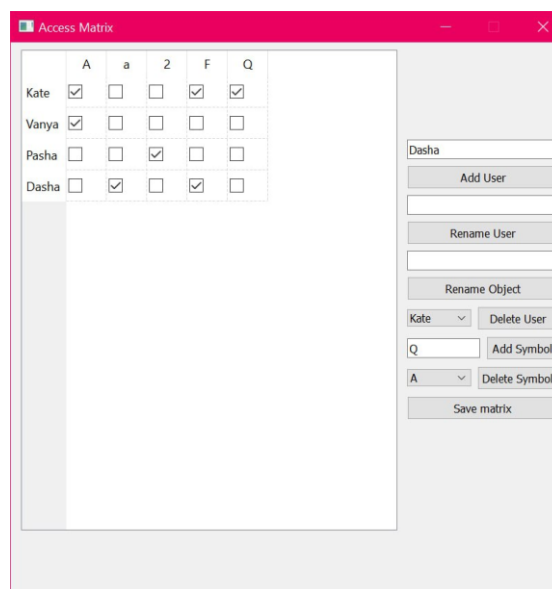 Access Matrix
A a 2 F Q
Kate
Vanya
Pasha
Dasha
Dasha
Add User
Rename User
Rename Object
Kate Delete User
Q Add Symbol
A Delete Symbol
Save matrix